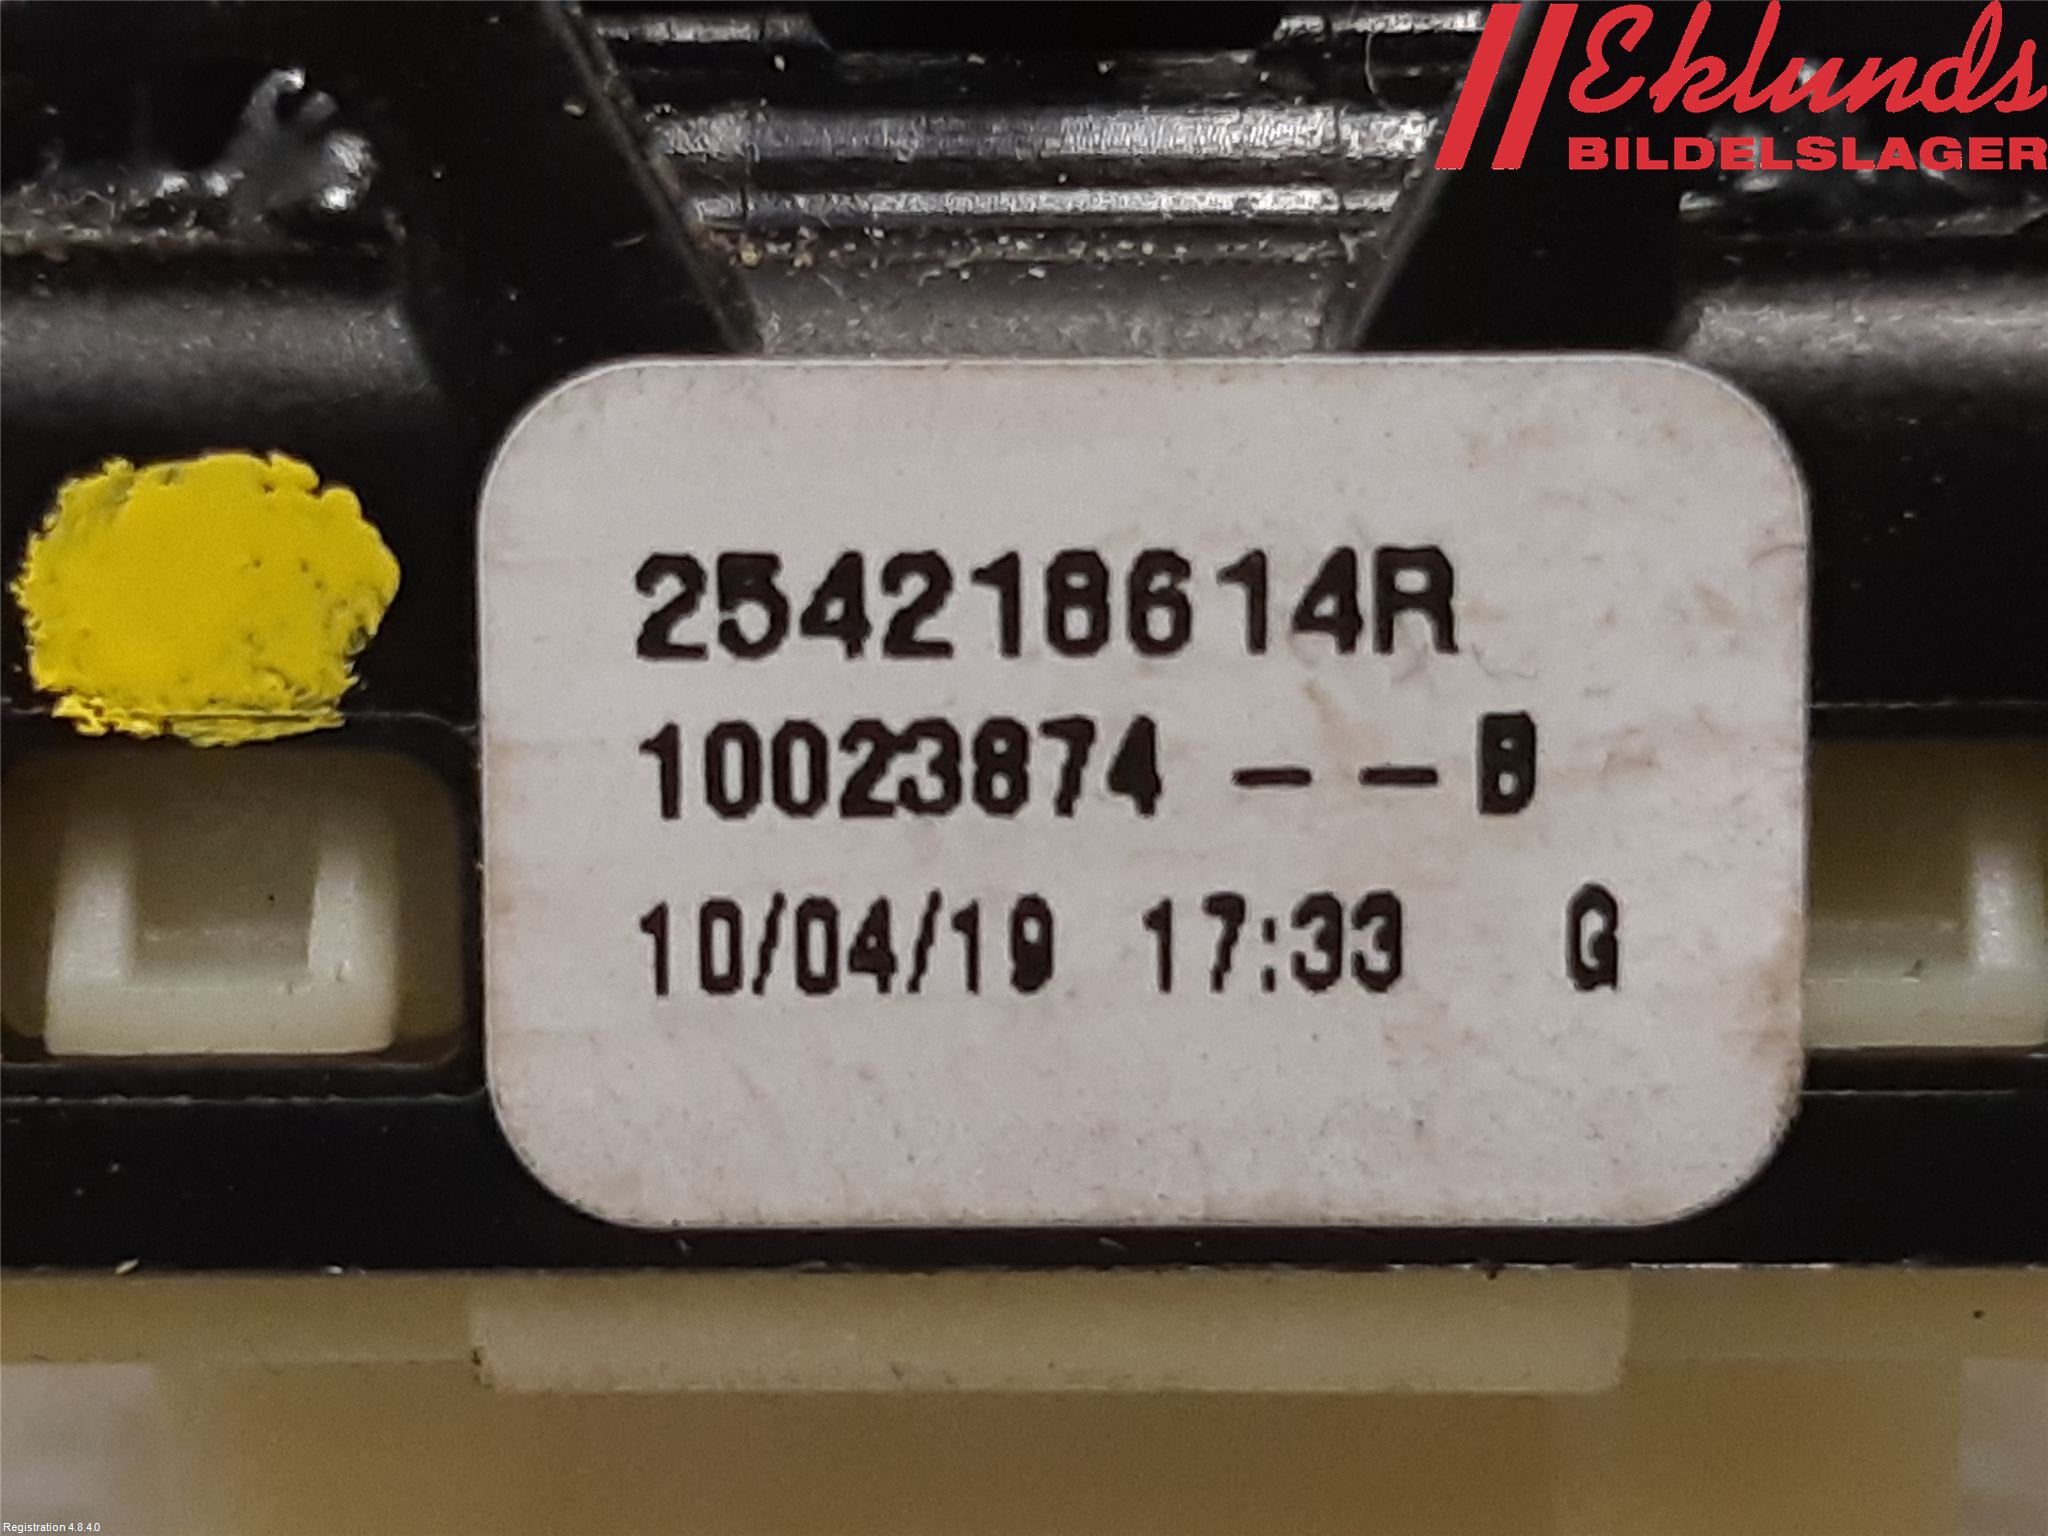 Eklunds
BILDELSLAGER
254218614R
10023874 -- B
10/04/19 17:33 G
Registration 4.8.4.0